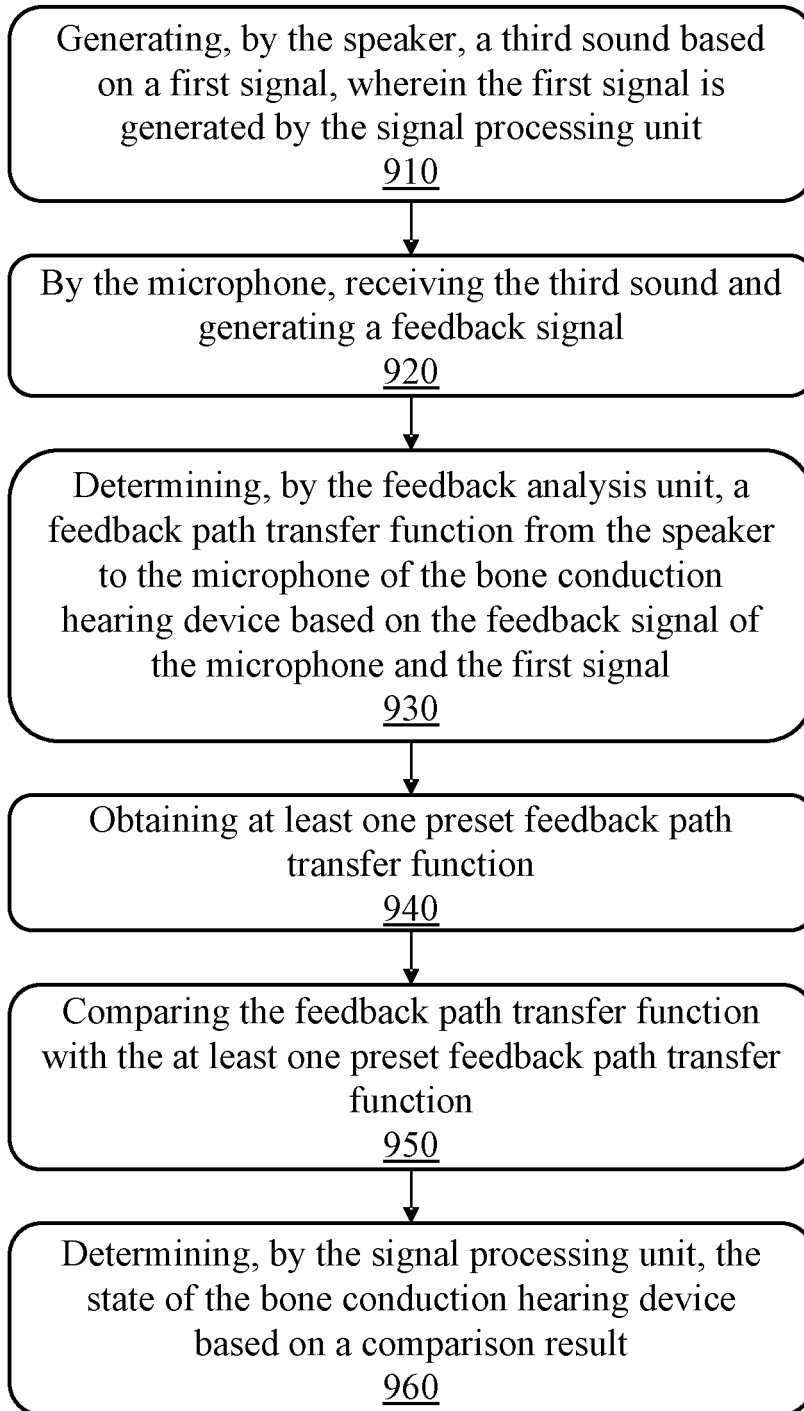 Generating, by the speaker, a third sound based
on a first signal, wherein the first signal is
generated by the signal processing unit
910
By the microphone, receiving the third sound and
generating a feedback signal
920
Determining, by the feedback analysis unit, a
feedback path transfer function from the speaker
to the microphone of the bone conduction
hearing device based on the feedback signal of
the microphone and the first signal
930
Obtaining at least one preset feedback path
transfer function
940
Comparing the feedback path transfer function
with the at least one preset feedback path transfer
function
950
Determining, by the signal processing unit, the
state of the bone conduction hearing device
based on a comparison result
960